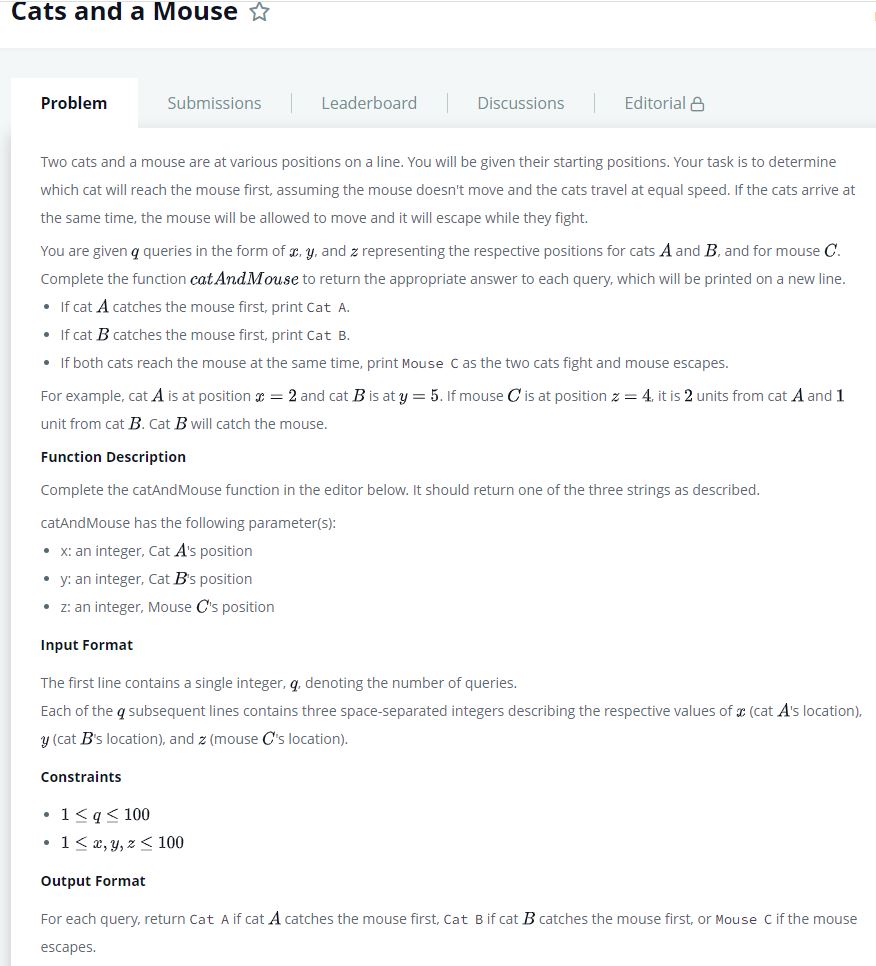 Cats and a Mouse
Problem
Submissions
Leaderboard
Discussions
Editorial
Two cats and a mouse are at various positions on a line. You will be given their starting positions. Your task is to determine
which cat will reach the mouse first, assuming the mouse doesn't move and the cats travel at equal speed. If the cats arrive at
the same time, the mouse will be allowed to move and it will escape while they fight.
You are given q queries in the form of x, y, and z representing the respective positions for cats A and B, and for mouse C.
Complete the function catAndMouse to return the appropriate answer to each query, which will be printed on a new line.
• If cat A catches the mouse first, print Cat A.
• If cat B catches the mouse first, print Cat B.
• If both cats reach the mouse at the same time, print Mouse C as the two cats fight and mouse escapes.
For example, cat A is at position x = 2 and cat B is at y = 5. If mouse C is at position z = 4, it is 2 units from cat A and 1
unit from cat B. Cat B will catch the mouse.
Function Description
Complete the catAndMouse function in the editor below. It should return one of the three strings as described.
catAndMouse has the following parameter(s):
• x: an integer, Cat A's position
• y: an integer, Cat B's position
• z: an integer, Mouse C's position
Input Format
The first line contains a single integer, q, denoting the number of queries.
Each of the q subsequent lines contains three space-separated integers describing the respective values of x (cat A's location),
y (cat B's location), and z (mouse C's location).
Constraints
• 1 ≤ q ≤ 100
• 1 ≤ x, y, z ≤ 100
Output Format
For each query, return Cat A if cat A catches the mouse first, Cat B if cat B catches the mouse first, or Mouse C if the mouse
escapes.